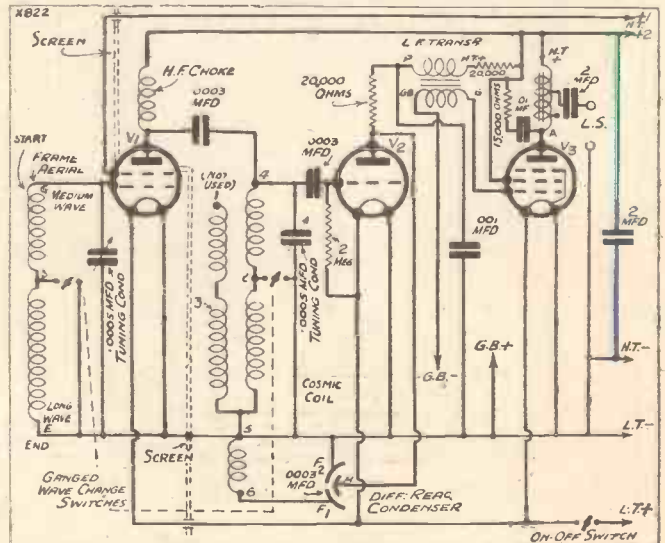 X822
H.T.
+1
+2
SCREEN
H.F. CHOKE
.0003
MFD
20,000
OHMS
L.F. TRANSR
P
H.T.+
20,000
G.B.
G
H.T.
+
15,000 OHMS
.01
MF
A
2
MFD
L.S.
V1
V2
V3
START
FRAME
AERIAL
MEDIUM
WAVE
(NOT
USED)
4
.0003
MFD
.0005 MFD
TUNING COND
3
.0005 MFD
TUNING COND
2
MEG
.001
MFD
2
MFD
G.B.-
G.B.+
H.T.-
COSMIC
COIL
LONG
WAVE
E
END
5
L.T.-
SCREEN
GANGED
WAVE CHANGE
SWITCHES
6
.0003
MFD
F2
M
F1
DIFF: REAC
CONDENSER
L.T.+
ON-OFF SWITCH